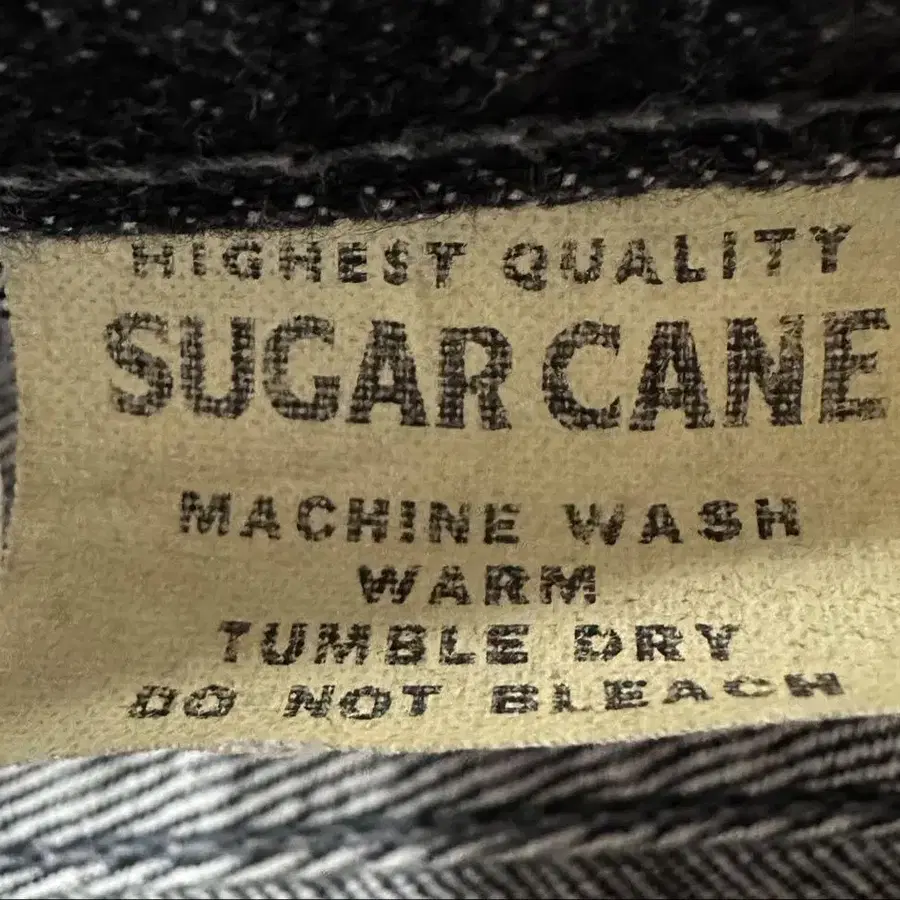 HIGHEST QUALITY
SUGAR CANE
MACHINE WASH
WARM
TUMBLE DRY
DO NOT BLEACH